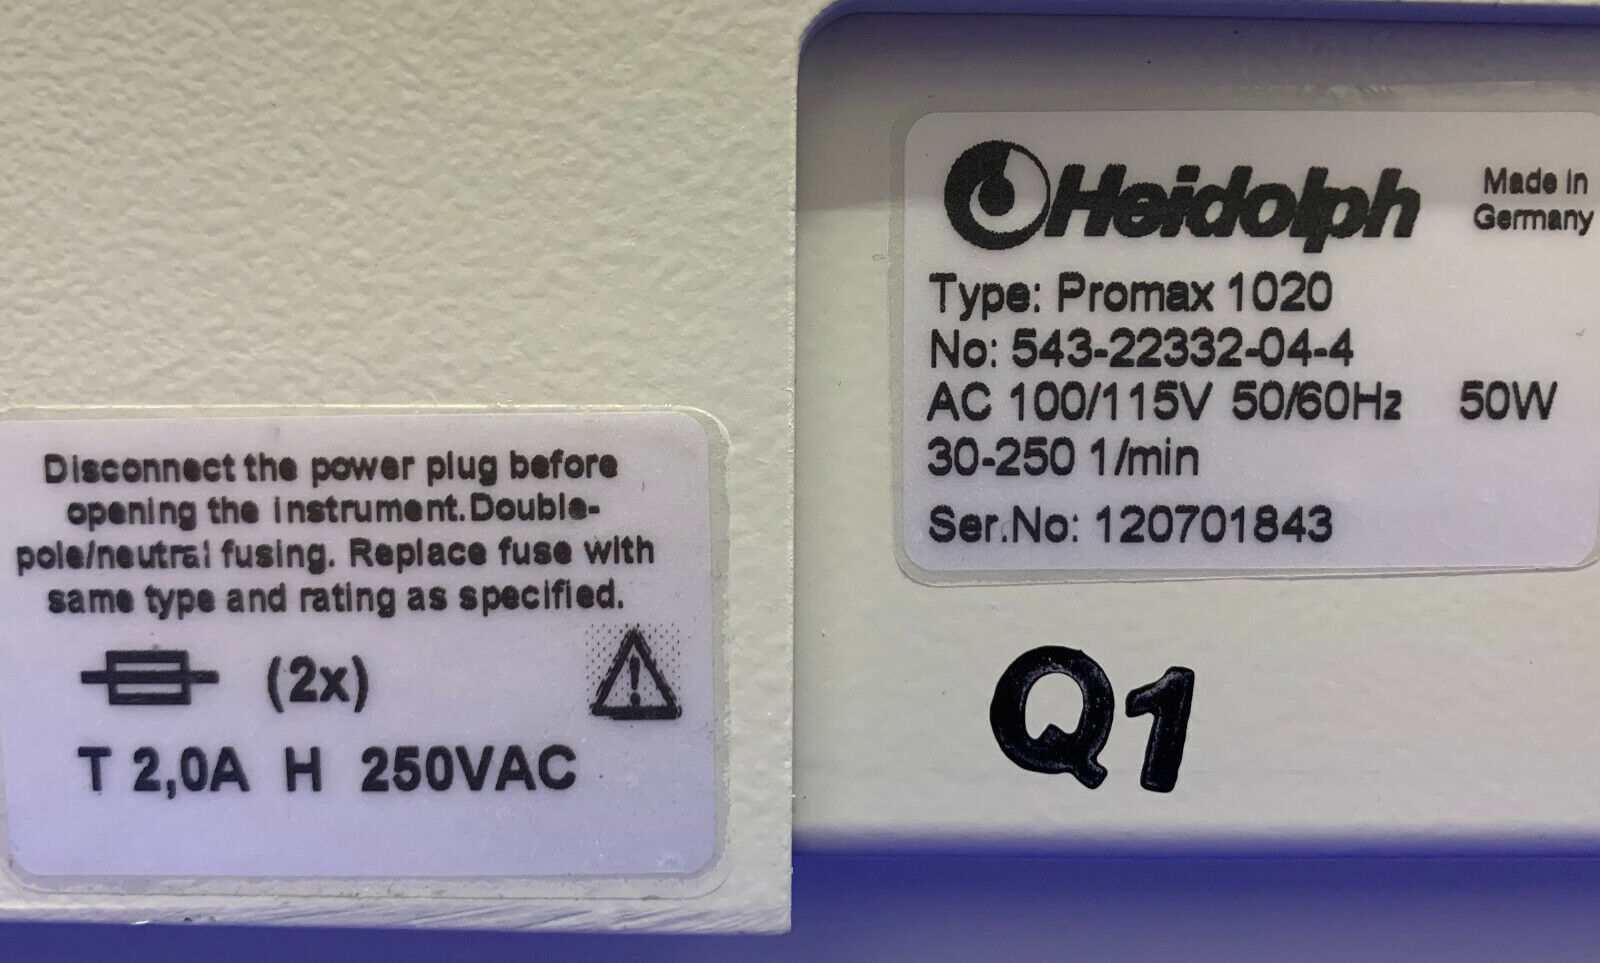 Disconnect the power plug before
opening the instrument.Double-
pole/neutral fusing. Replace fuse with
same type and rating as specified.
(2x)
T 2,0A H 250VAC
Heidolph
Made in
Germany
Type: Promax 1020
No: 543-22332-04-4
AC 100/115V 50/60Hz 50W
30-250 1/min
Ser.No: 120701843
Q1